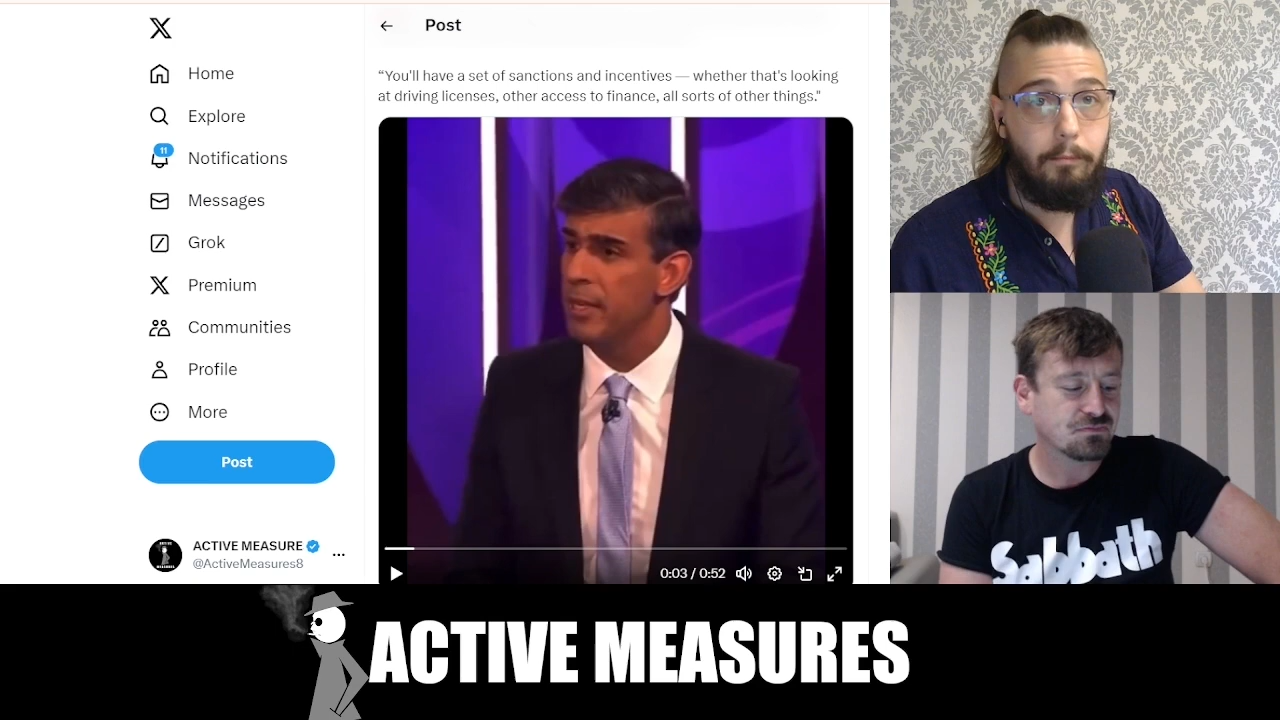 Post
Home
Explore
11
Notifications
Messages
Grok
Premium
Communities
Profile
More
Post
ACTIVE MEASURE
@ActiveMeasures8
“You'll have a set of sanctions and incentives — whether that's looking
at driving licenses, other access to finance, all sorts of other things."
0:03 / 0:52
Sabbath
ACTIVE MEASURES